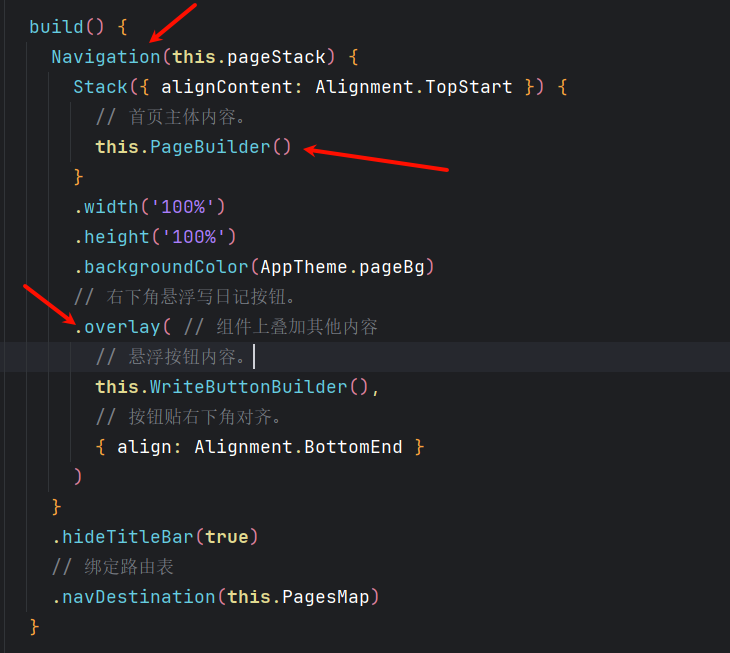 build() {
Navigation(this.pageStack) {
Stack({ alignContent: Alignment.TopStart }) {
// 首页主体内容。
this.PageBuilder()
}
.width('100%')
.height('100%')
.backgroundColor(AppTheme.pageBg)
// 右下角悬浮写日记按钮。
.overlay( // 组件上叠加其他内容
// 悬浮按钮内容。
this.WriteButtonBuilder(),
// 按钮贴右下角对齐。
{ align: Alignment.BottomEnd }
)
}
.hideTitleBar(true)
// 绑定路由表
.navDestination(this.PagesMap)
}